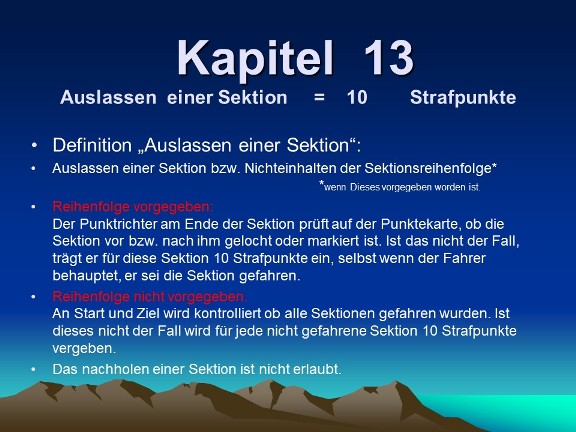 Kapitel 13
Auslassen einer Sektion = 10 Strafpunkte
• Definition „Auslassen einer Sektion“:
• Auslassen einer Sektion bzw. Nichteinhalten der Sektionsreihenfolge*
*wenn Dieses vorgegeben worden ist.
• Reihenfolge vorgegeben:
Der Punktrichter am Ende der Sektion prüft auf der Punktekarte, ob die
Sektion vor bzw. nach ihm gelocht oder markiert ist. Ist das nicht der Fall,
trägt er für diese Sektion 10 Strafpunkte ein, selbst wenn der Fahrer
behauptet, er sei die Sektion gefahren.
• Reihenfolge nicht vorgegeben.
An Start und Ziel wird kontrolliert ob alle Sektionen gefahren wurden. Ist
dieses nicht der Fall wird für jede nicht gefahrene Sektion 10 Strafpunkte
vergeben.
• Das nachholen einer Sektion ist nicht erlaubt.